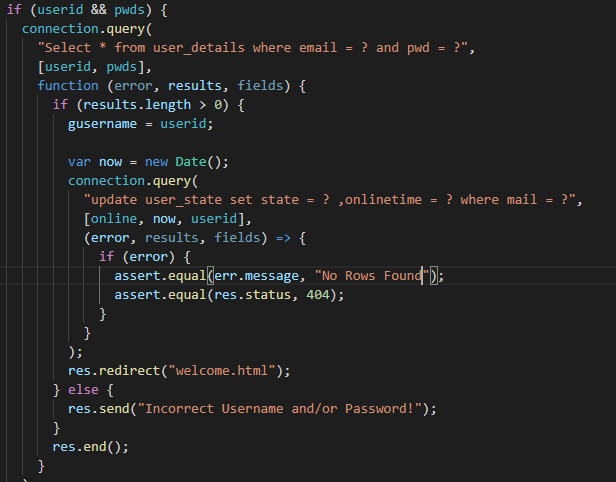 if (userid && pwds) {
connection.query(
"Select * from user_details where email = ? and pwd = ?",
[userid, pwds],
function (error, results, fields) {
if (results.length > 0) {
gusername = userid;
var now = new Date();
connection.query(
"update user_state set state = ? ,onlinetime = ? where mail = ?",
[online, now, userid],
(error, results, fields) => {
if (error) {
assert.equal(err.message, "No Rows Found");
assert.equal(res.status, 404);
}
}
);
res.redirect("welcome.html");
} else {
res.send("Incorrect Username and/or Password!");
}
res.end();
}